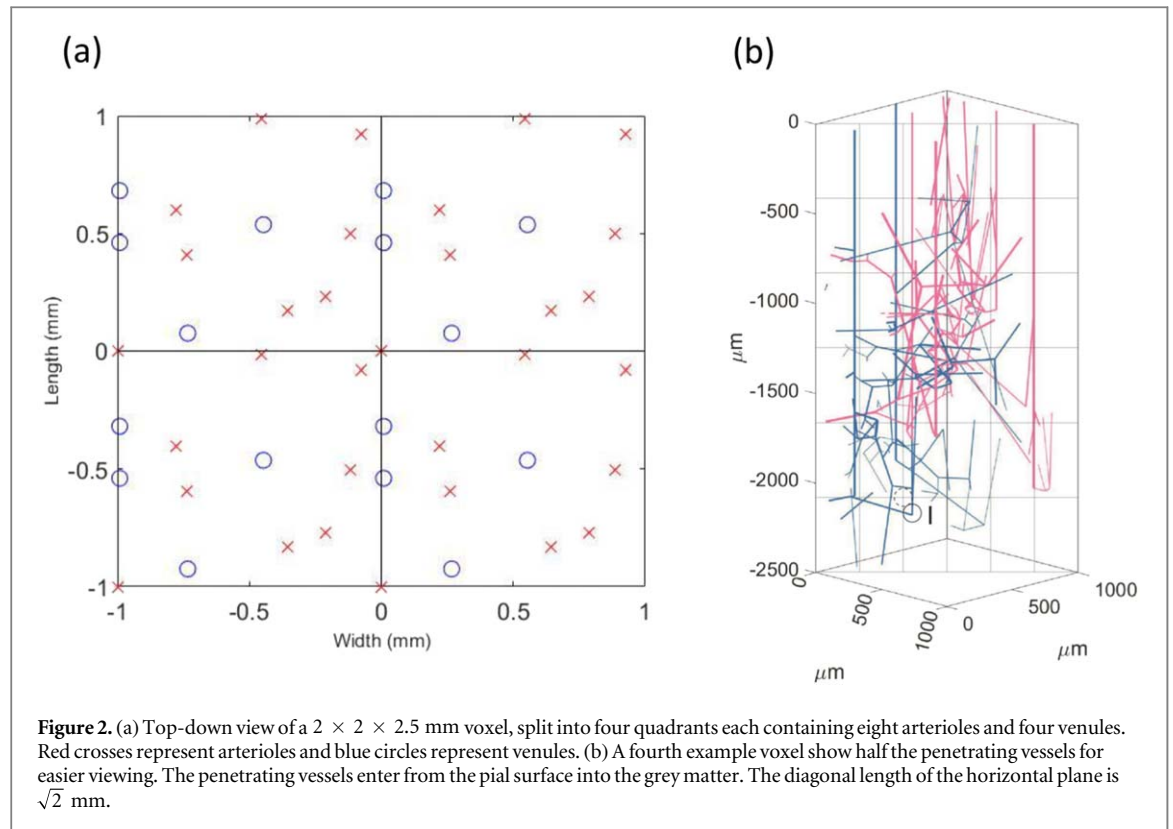 (a)
(b)
1
0.5
0
-0.5
-1
-1
-0.5
0
0.5
1
Length (mm)
Width (mm)
0
-500
-1000
-1500
-2000
-2500
μm
0
500
1000
μm
0
500
1000
μm
I
Figure 2. (a) Top-down view of a 2 × 2 × 2.5 mm voxel, split into four quadrants each containing eight arterioles and four venules.
Red crosses represent arterioles and blue circles represent venules. (b) A fourth example voxel show half the penetrating vessels for
easier viewing. The penetrating vessels enter from the pial surface into the grey matter. The diagonal length of the horizontal plane is
√2 mm.